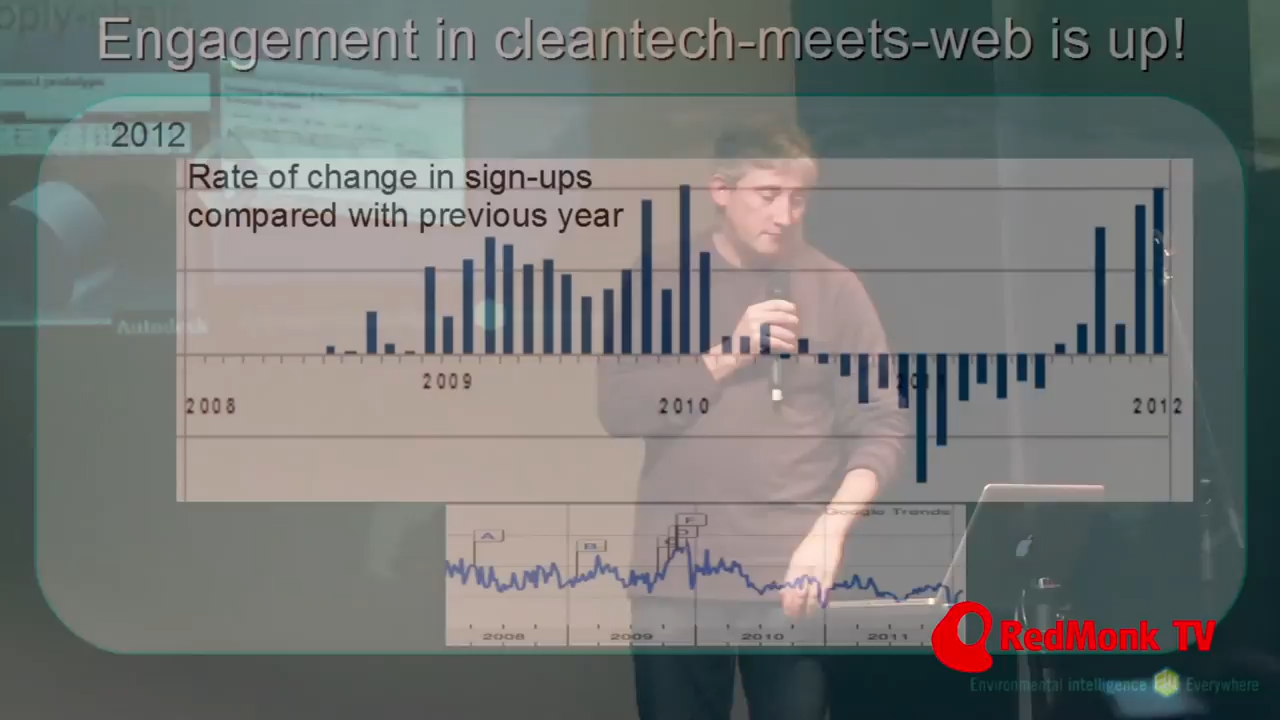 Engagement in cleantech-meets-web is up!
2012
Rate of change in sign-ups
compared with previous year
2009
2008
2010
2012
Autodesk
Google Trends
A
F
B
2008
2009
2010
2011
RedMonk TV
Environmental intelligence Everywhere